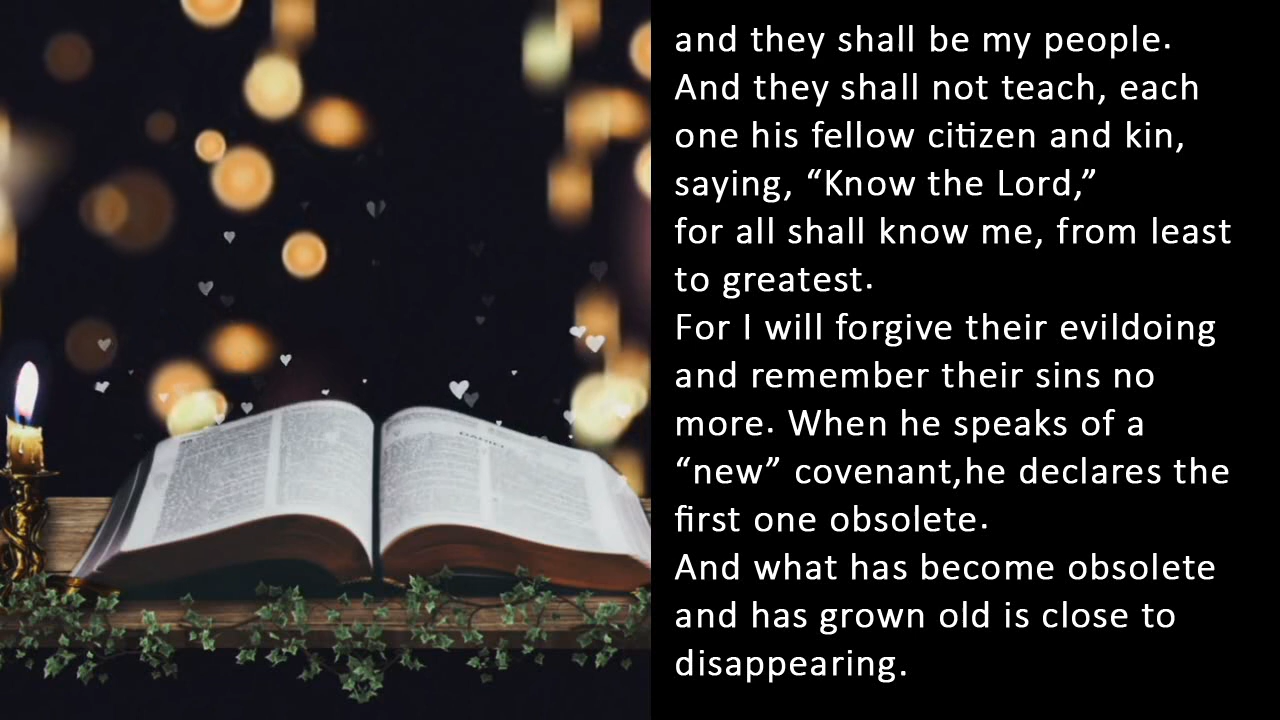 and they shall be my people.
And they shall not teach, each
one his fellow citizen and kin,
saying, “Know the Lord,”
for all shall know me, from least
to greatest.
For I will forgive their evildoing
and remember their sins no
more. When he speaks of a
“new” covenant,he declares the
first one obsolete.
And what has become obsolete
and has grown old is close to
disappearing.